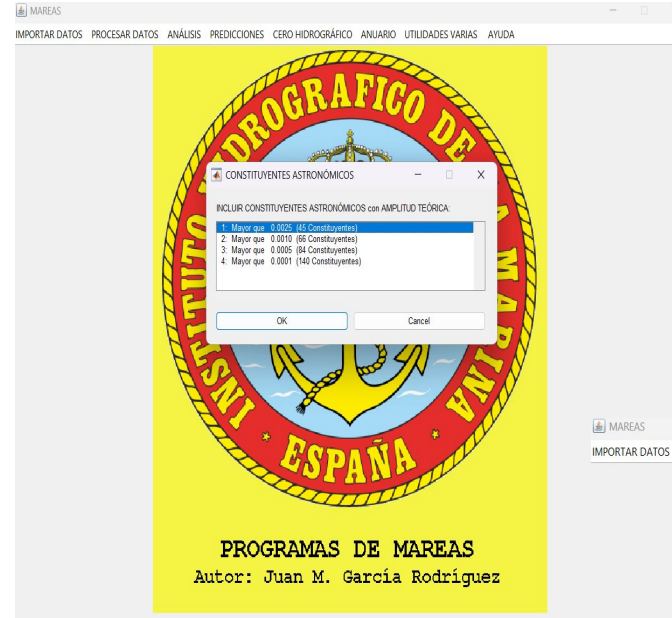 MAREAS
IMPORTAR DATOS PROCESAR DATOS ANÁLISIS PREDICCIONES CERO HIDROGRÁFICO ANUARIO UTILIDADES VARIAS AYUDA
CONSTITUYENTES ASTRONÓMICOS
INCLUIR CONSTITUYENTES ASTRONÓMICOS con AMPLITUD TEÓRICA:
1: Mayor que 0.0025 (45 Constituyentes)
2: Mayor que 0.0010 (66 Constituyentes)
3: Mayor que 0.0005 (84 Constituyentes)
4: Mayor que 0.0001 (140 Constituyentes)
OK Cancel
INSTITUTO HIDROGRAFICO DE LA MARINA
ESPAÑA
MAREAS
IMPORTAR DATOS
PROGRAMAS DE MAREAS
Autor: Juan M. García Rodríguez